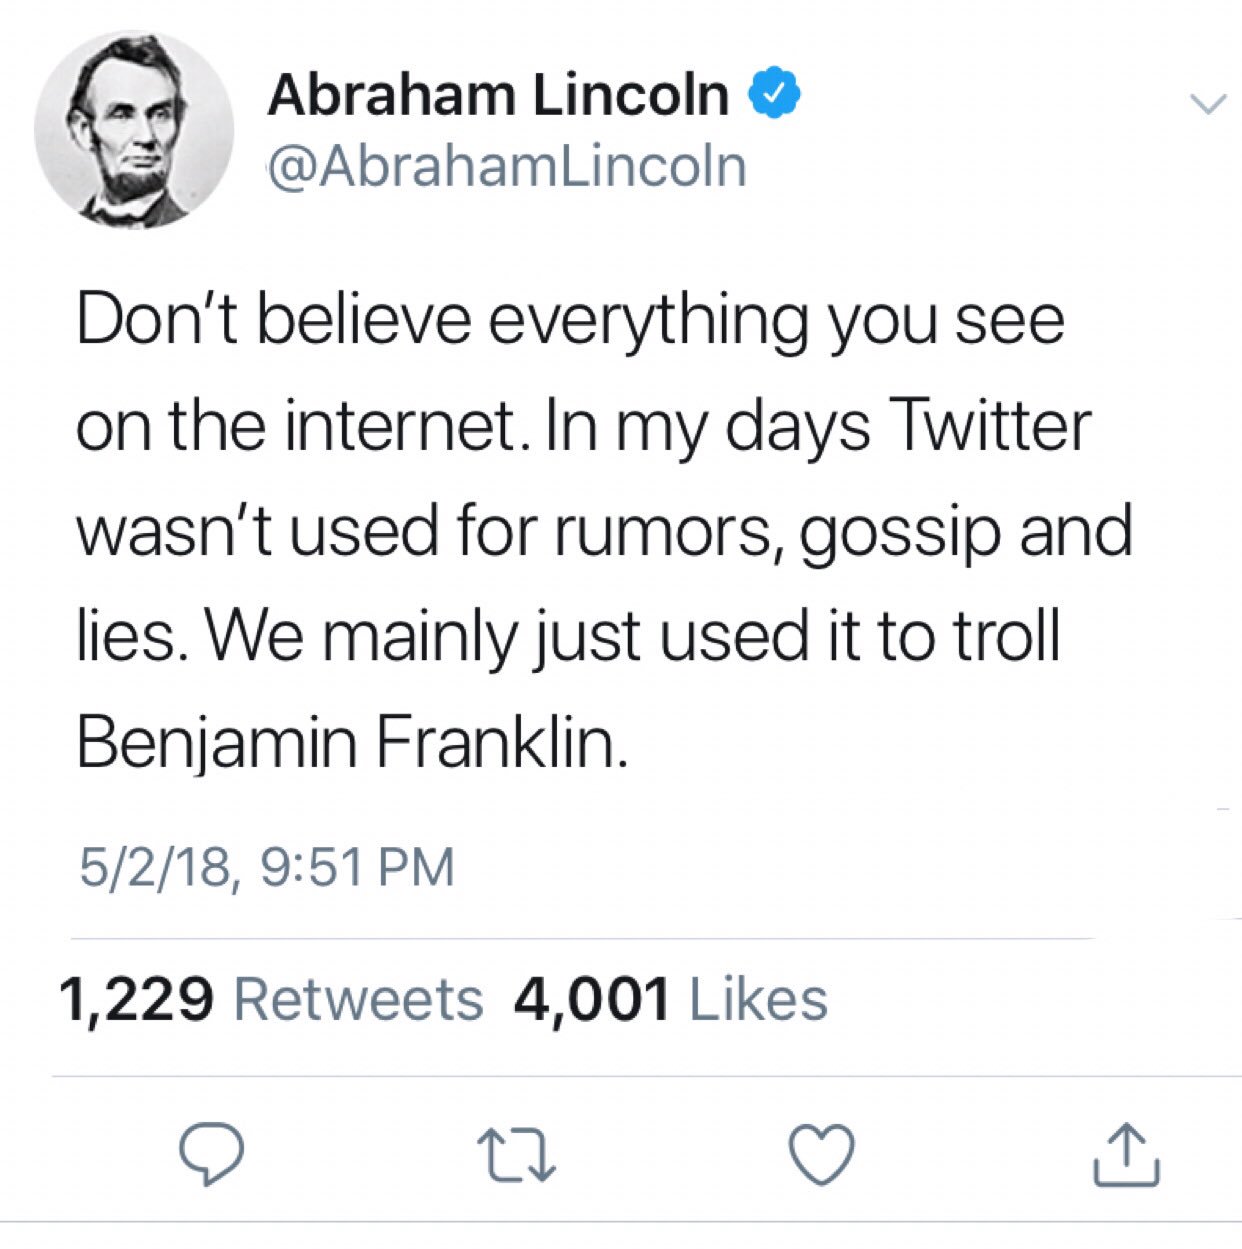 Abraham Lincoln
@AbrahamLincoln
Don’t believe everything you see
on the internet. In my days Twitter
wasn’t used for rumors, gossip and
lies. We mainly just used it to troll
Benjamin Franklin.
5/2/18, 9:51 PM
1,229 Retweets 4,001 Likes